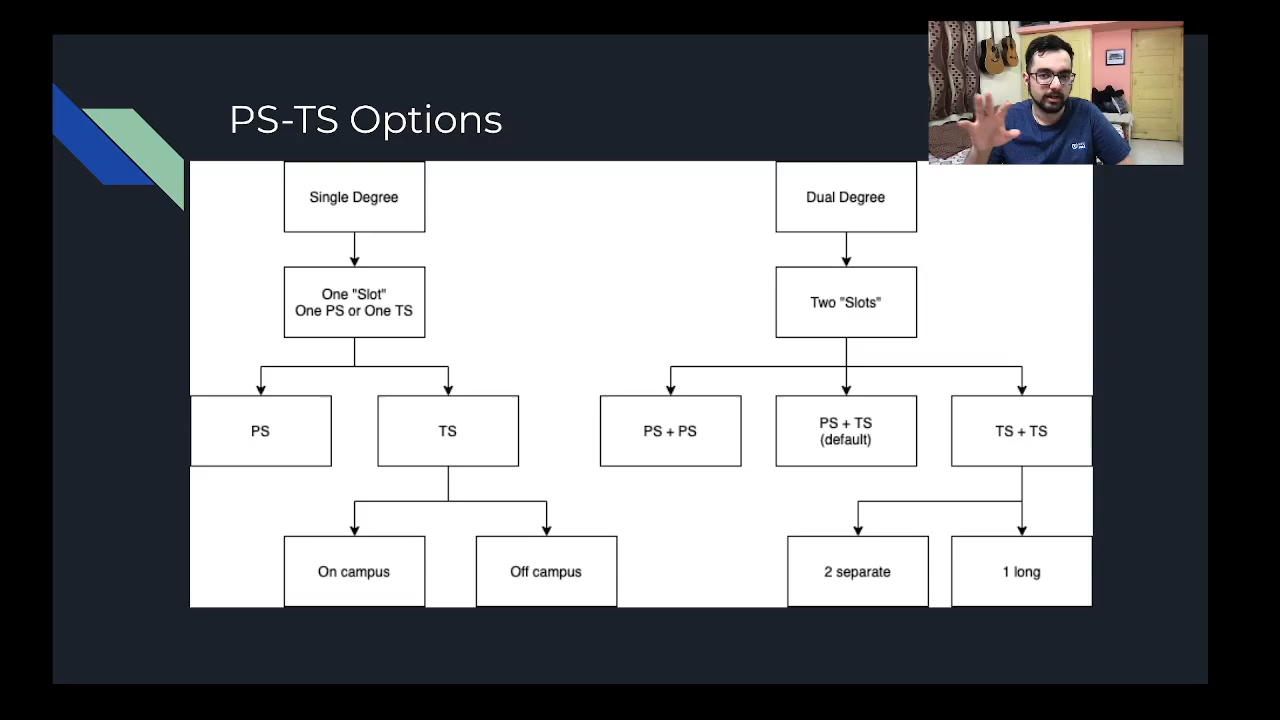 PS-TS Options
Single Degree
Dual Degree
One "Slot"
One PS or One TS
Two "Slots"
PS
TS
PS + PS
PS + TS
(default)
TS + TS
On campus
Off campus
2 separate
1 long